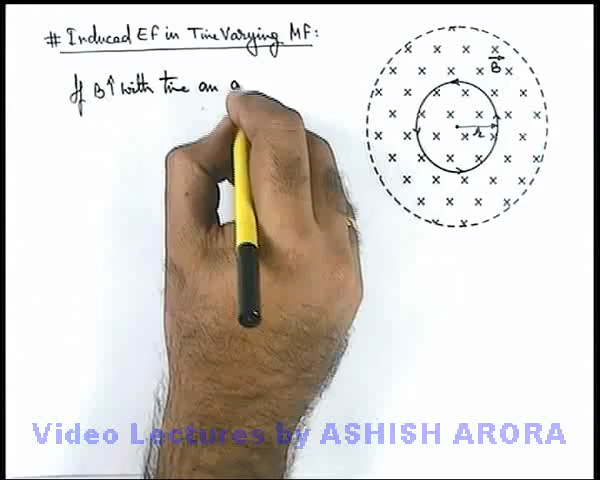 # Induced EF in Time Varying MF:
If B↑ with time an a
B
r
Video Lectures by ASHISH ARORA